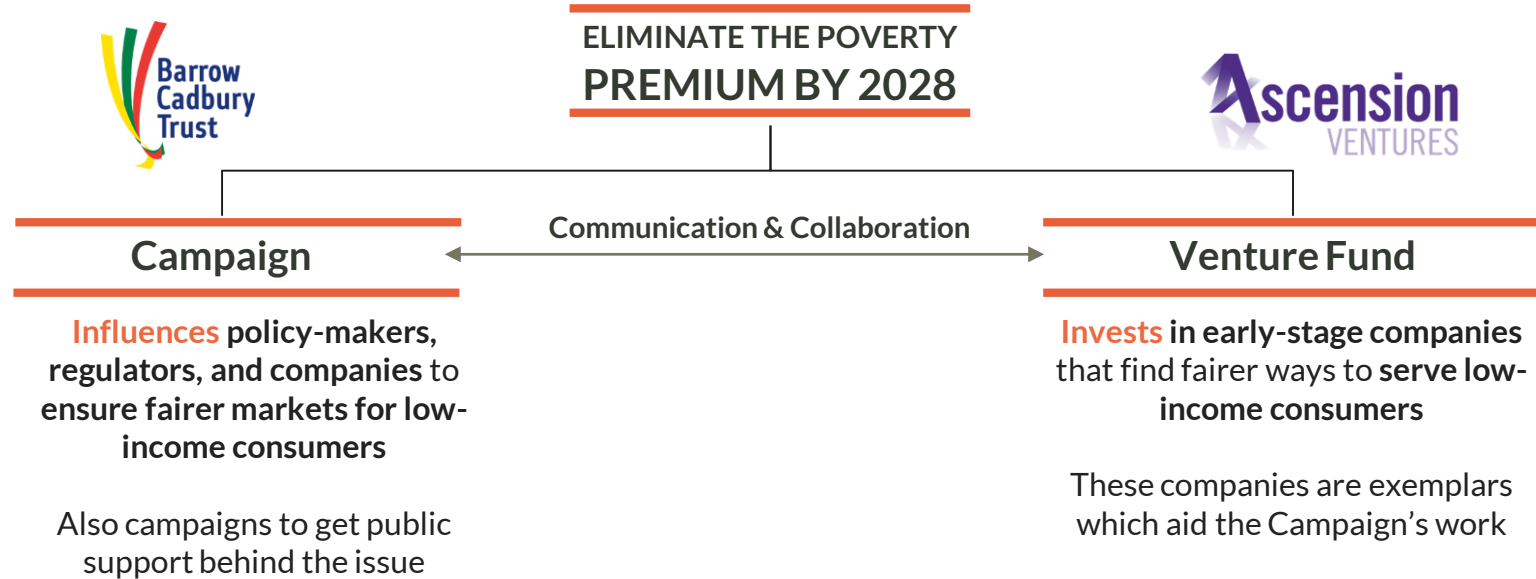 Barrow
Cadbury
Trust
ELIMINATE THE POVERTY
PREMIUM BY 2028
Ascension
VENTURES
Communication & Collaboration
Campaign
Influences policy-makers,
regulators, and companies to
ensure fairer markets for low-
income consumers
Also campaigns to get public
support behind the issue
Venture Fund
Invests in early-stage companies
that find fairer ways to serve low-
income consumers
These companies are exemplars
which aid the Campaign’s work